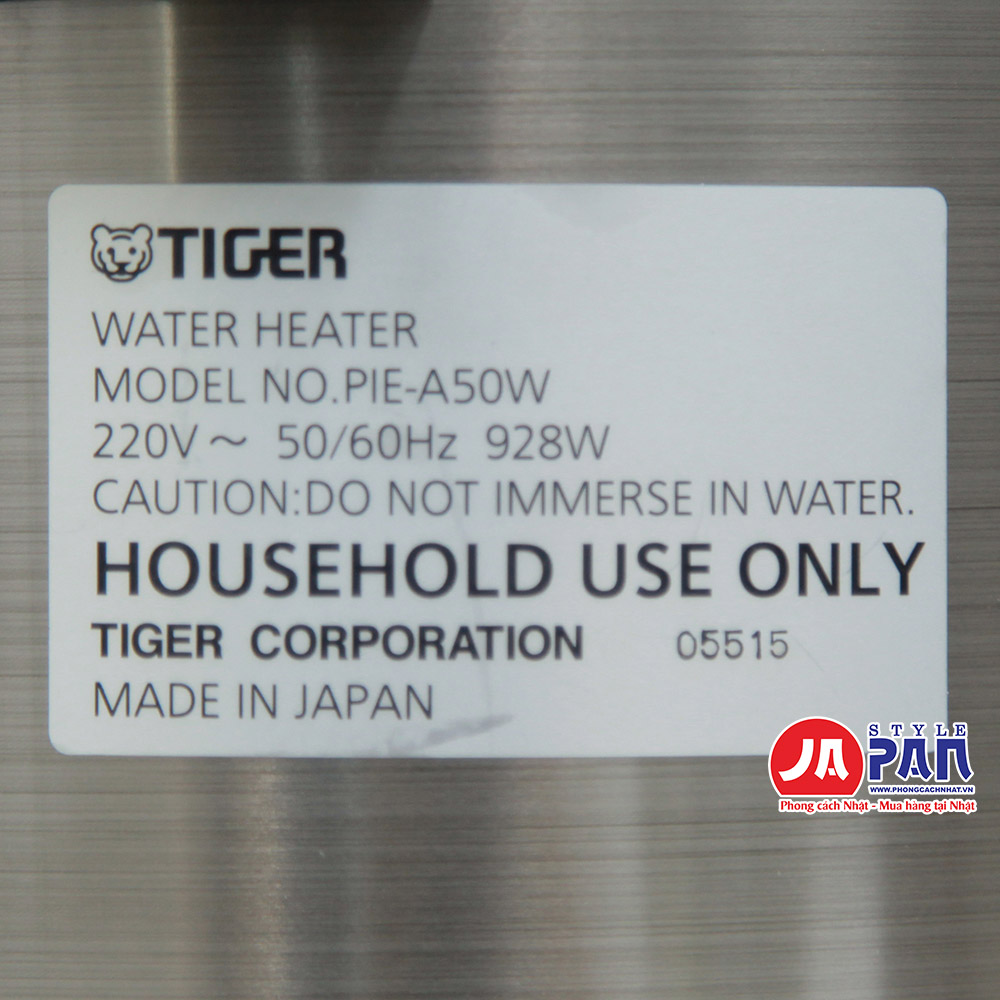 TIGER
WATER HEATER
MODEL NO.PIE-A50W
220V～ 50/60Hz 928W
CAUTION:DO NOT IMMERSE IN WATER.
HOUSEHOLD USE ONLY
TIGER CORPORATION 05515
MADE IN JAPAN
STYLE
JAPAN
WWW.PHONGCACHNHAT.VN
Phong cách Nhật - Mua hàng tại Nhật